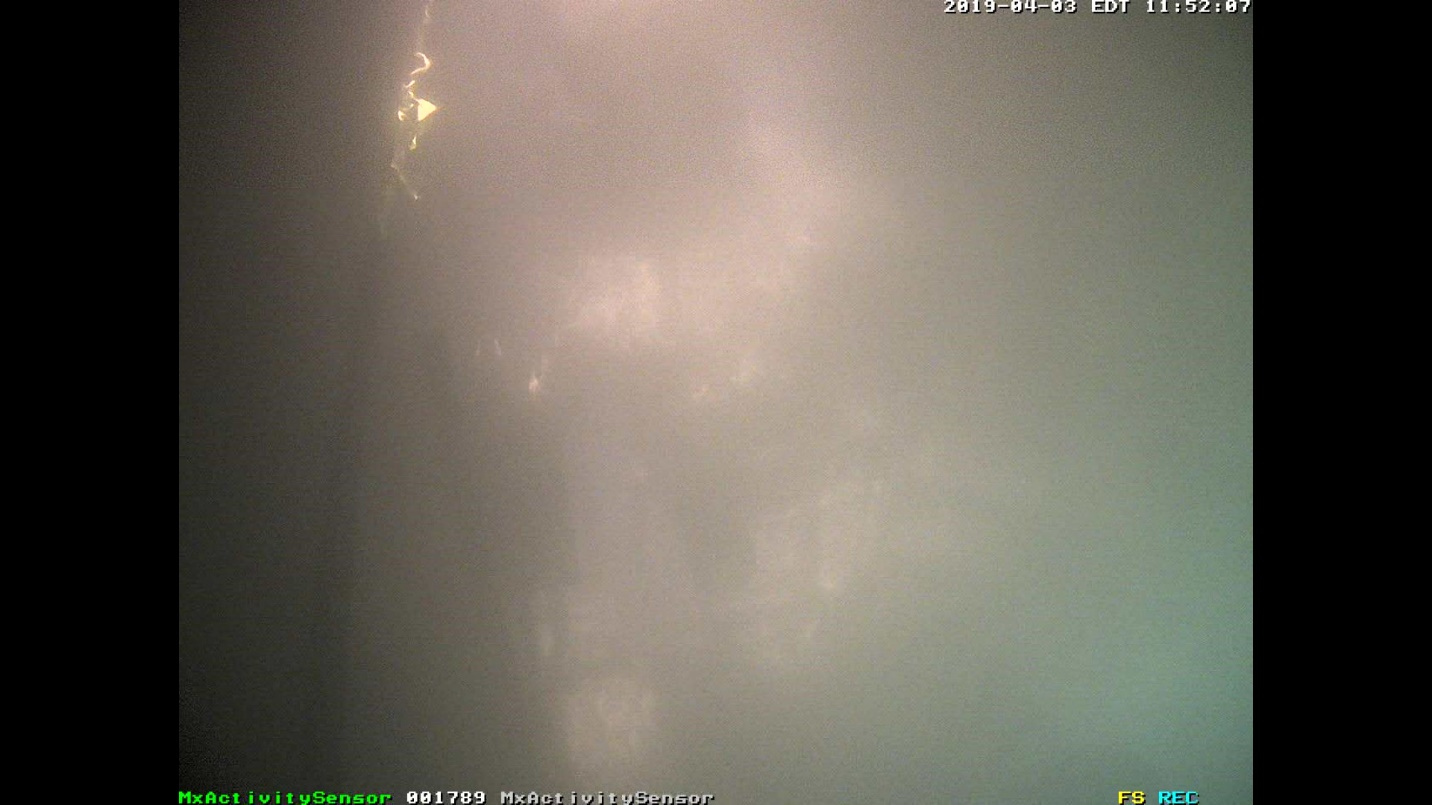 2019-04-03 EDT 11:52:07
MxActivitySensor 001789 MxActivitySensor FS REC